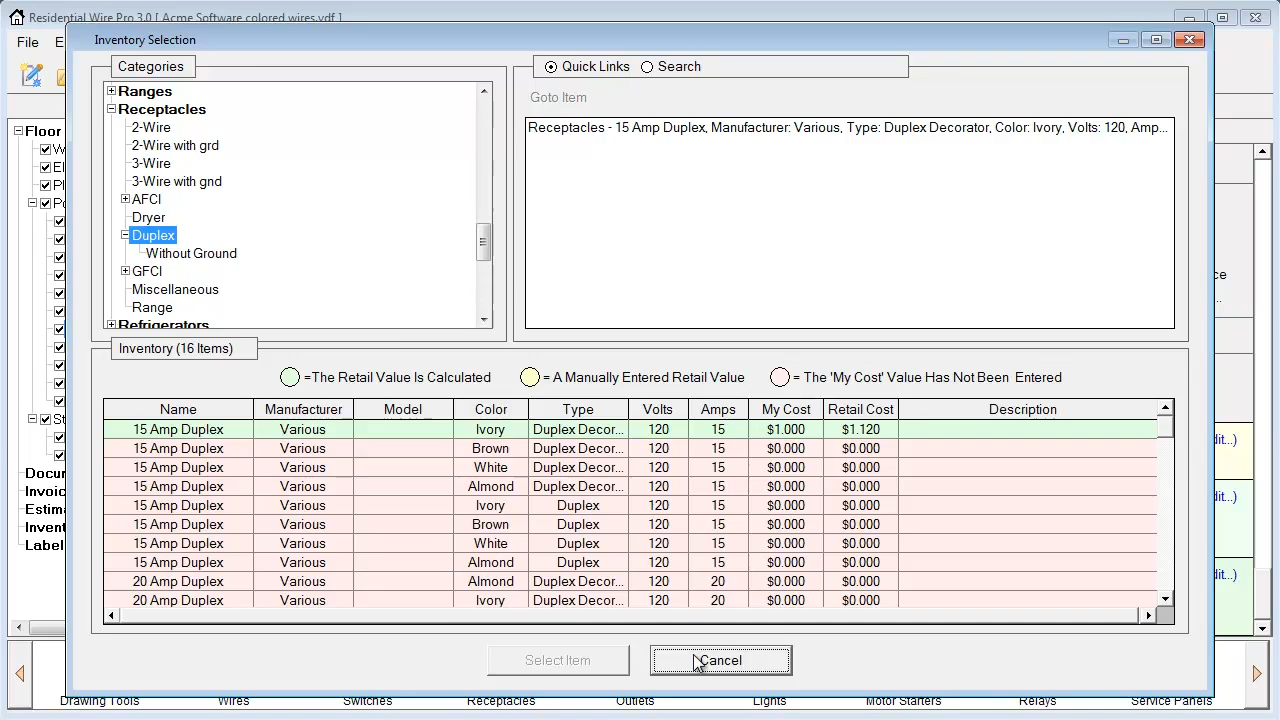 Residential Wire Pro 3.0 [ Acme Software colored wires.vdf ]
File
Inventory Selection
Categories
Quick Links
Search
Goto Item
Receptacles - 15 Amp Duplex, Manufacturer: Various, Type: Duplex Decorator, Color: Ivory, Volts: 120, Amp...
Ranges
Receptacles
2-Wire
2-Wire with grd
3-Wire
3-Wire with gnd
AFCI
Dryer
Duplex
Without Ground
GFCI
Miscellaneous
Range
Refrigerators
Floor
Docum
Invoic
Estima
Invent
Label
Inventory (16 Items)
=The Retail Value Is Calculated
= A Manually Entered Retail Value
= The 'My Cost' Value Has Not Been Entered
Name Manufacturer Model Color Type Volts Amps My Cost Retail Cost Description
15 Amp Duplex Various Ivory Duplex Decor... 120 15 $1.000 $1.120
15 Amp Duplex Various Brown Duplex Decor... 120 15 $0.000 $0.000
15 Amp Duplex Various White Duplex Decor... 120 15 $0.000 $0.000
15 Amp Duplex Various Almond Duplex Decor... 120 15 $0.000 $0.000
15 Amp Duplex Various Ivory Duplex 120 15 $0.000 $0.000
15 Amp Duplex Various Brown Duplex 120 15 $0.000 $0.000
15 Amp Duplex Various White Duplex 120 15 $0.000 $0.000
15 Amp Duplex Various Almond Duplex 120 15 $0.000 $0.000
20 Amp Duplex Various Almond Duplex Decor... 120 20 $0.000 $0.000
20 Amp Duplex Various Ivory Duplex Decor... 120 20 $0.000 $0.000
Select Item
Cancel
Drawing Tools Wires Switches Receptacles Outlets Lights Motor Starters Relays Service Panels